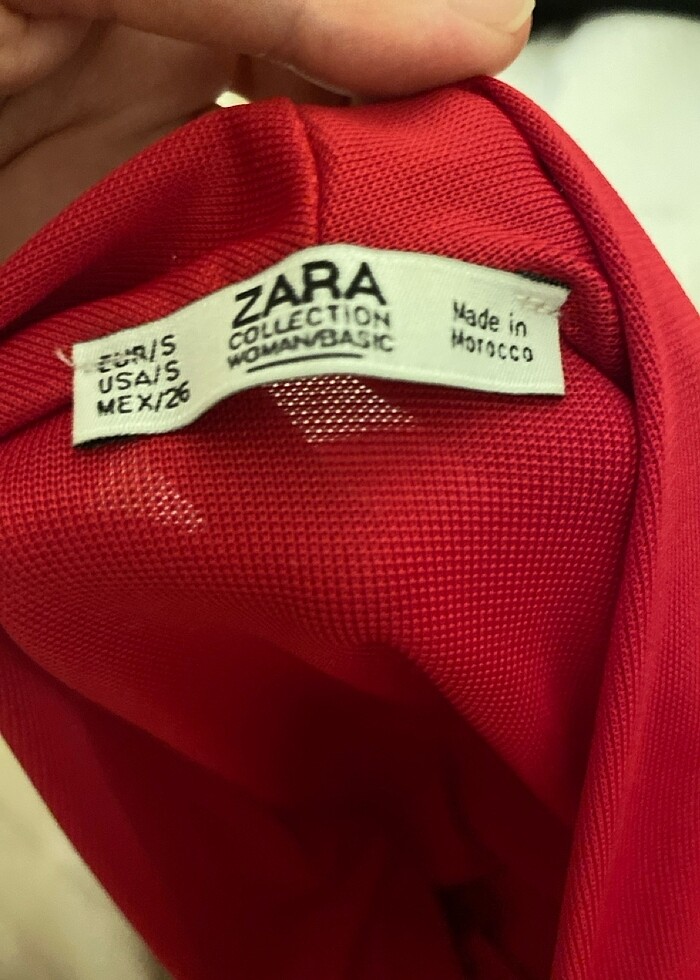 EUR/S
USA/S
MEX/26
ZARA
COLLECTION
WOMAN/BASIC
Made in
Morocco